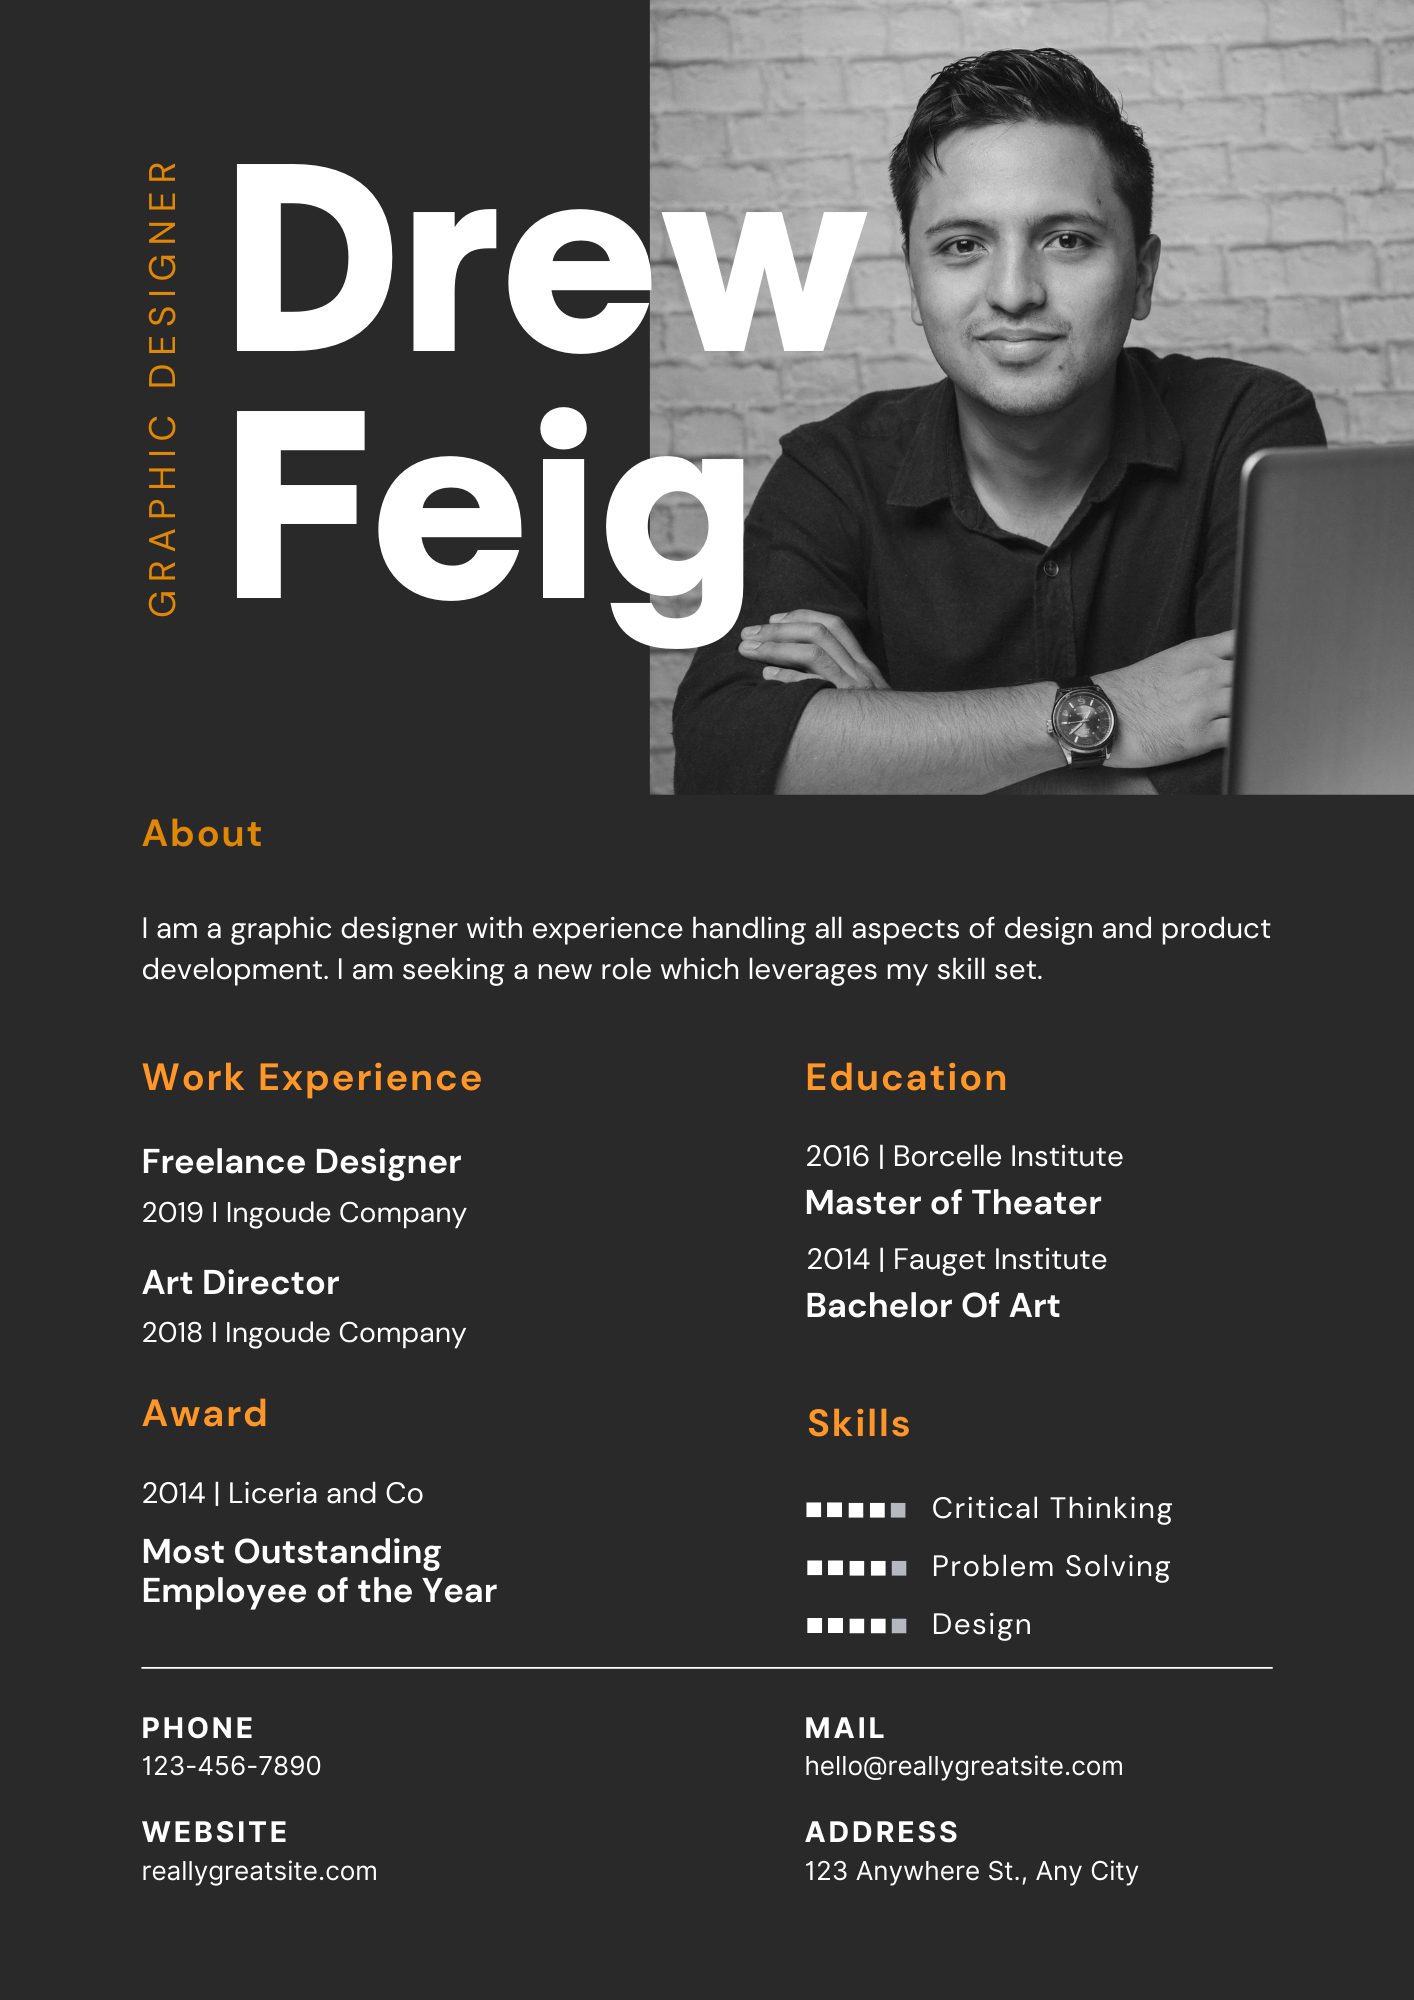 GRAPHIC DESIGNER
Drew
Feig
About
I am a graphic designer with experience handling all aspects of design and product
development. I am seeking a new role which leverages my skill set.
Work Experience
Freelance Designer
2019 I Ingoude Company
Art Director
2018 I Ingoude Company
Award
2014 | Liceria and Co
Most Outstanding
Employee of the Year
Education
2016 | Borcelle Institute
Master of Theater
2014 | Fauget Institute
Bachelor Of Art
Skills
Critical Thinking
Problem Solving
Design
PHONE
123-456-7890
WEBSITE
reallygreatsite.com
MAIL
hello@reallygreatsite.com
ADDRESS
123 Anywhere St., Any City